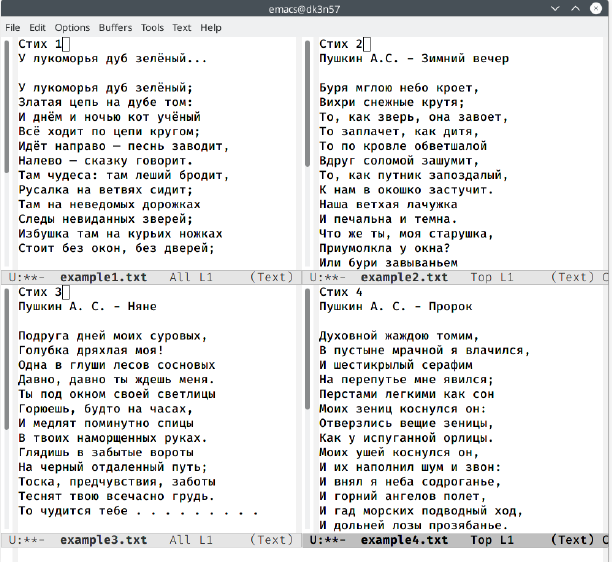 emacs@dk3n57
File Edit Options Buffers Tools Text Help
Стих 1
У лукоморья дуб зелёный...
У лукоморья дуб зелёный;
Златая цепь на дубе том:
И днём и ночью кот учёный
Всё ходит по цепи кругом;
Идёт направо — песнь заводит,
Налево — сказку говорит.
Там чудеса: там леший бродит,
Русалка на ветвях сидит;
Там на неведомых дорожках
Следы невиданных зверей;
Избушка там на курьих ножках
Стоит без окон, без дверей;
U:**- example1.txt All L1 (Text)
Стих 2
Пушкин А.С. - Зимний вечер
Буря мглою небо кроет,
Вихри снежные крутя;
То, как зверь, она завоет,
То заплачет, как дитя,
То по кровле обветшалой
Вдруг соломой зашумит,
То, как путник запоздалый,
К нам в окошко застучит.
Наша ветхая лачужка
И печальна и темна.
Что же ты, моя старушка,
Приумолкла у окна?
Или бури завываньем
U:**- example2.txt Top L1 (Text) C
Стих 3
Пушкин А. С. - Няне
Подруга дней моих суровых,
Голубка дряхлая моя!
Одна в глуши лесов сосновых
Давно, давно ты ждешь меня.
Ты под окном своей светлицы
Горюешь, будто на часах,
И медлят поминутно спицы
В твоих наморщенных руках.
Глядишь в забытые вороты
На черный отдаленный путь;
Тоска, предчувствия, заботы
Теснят твою всечасно грудь.
То чудится тебе . . . . . . . . .
U:**- example3.txt All L1 (Text)
Стих 4
Пушкин А. С. - Пророк
Духовной жаждою томим,
В пустыне мрачной я влачился,
И шестикрылый серафим
На перепутье мне явился;
Перстами легкими как сон
Моих зениц коснулся он:
Отверзлись вещие зеницы,
Как у испуганной орлицы.
Моих ушей коснулся он,
И их наполнил шум и звон:
И внял я неба содроганье,
И горний ангелов полет,
И гад морских подводный ход,
И дольней лозы прозябанье.
U:**- example4.txt Top L1 (Text) C